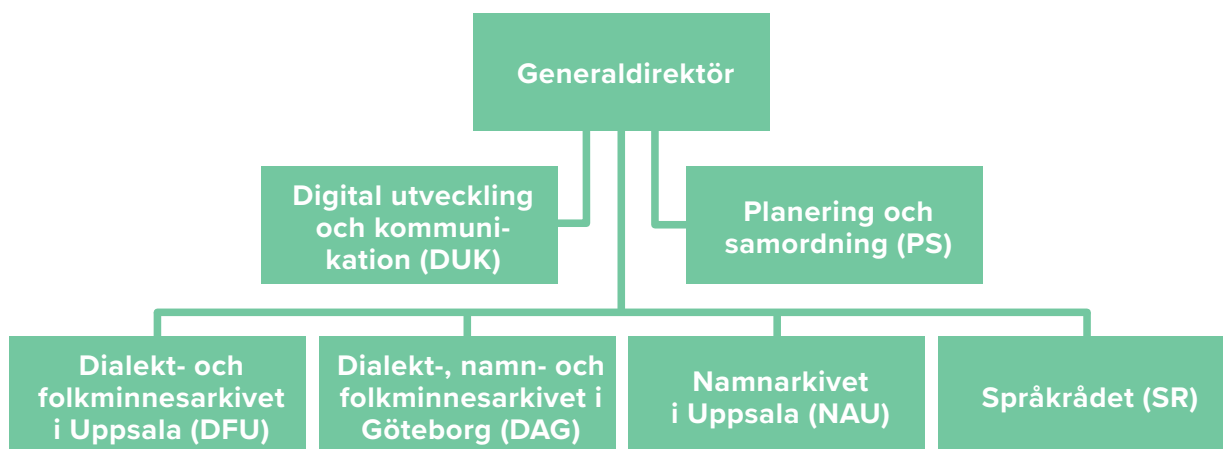 Generaldirektör
Digital utveckling
och kommuni-
kation (DUK)
Planering och
samordning (PS)
Dialekt- och
folkminnesarkivet
i Uppsala (DFU)
Dialekt-, namn- och
folkminnesarkivet i
Göteborg (DAG)
Namnarkivet
i Uppsala (NAU)
Språkrådet (SR)